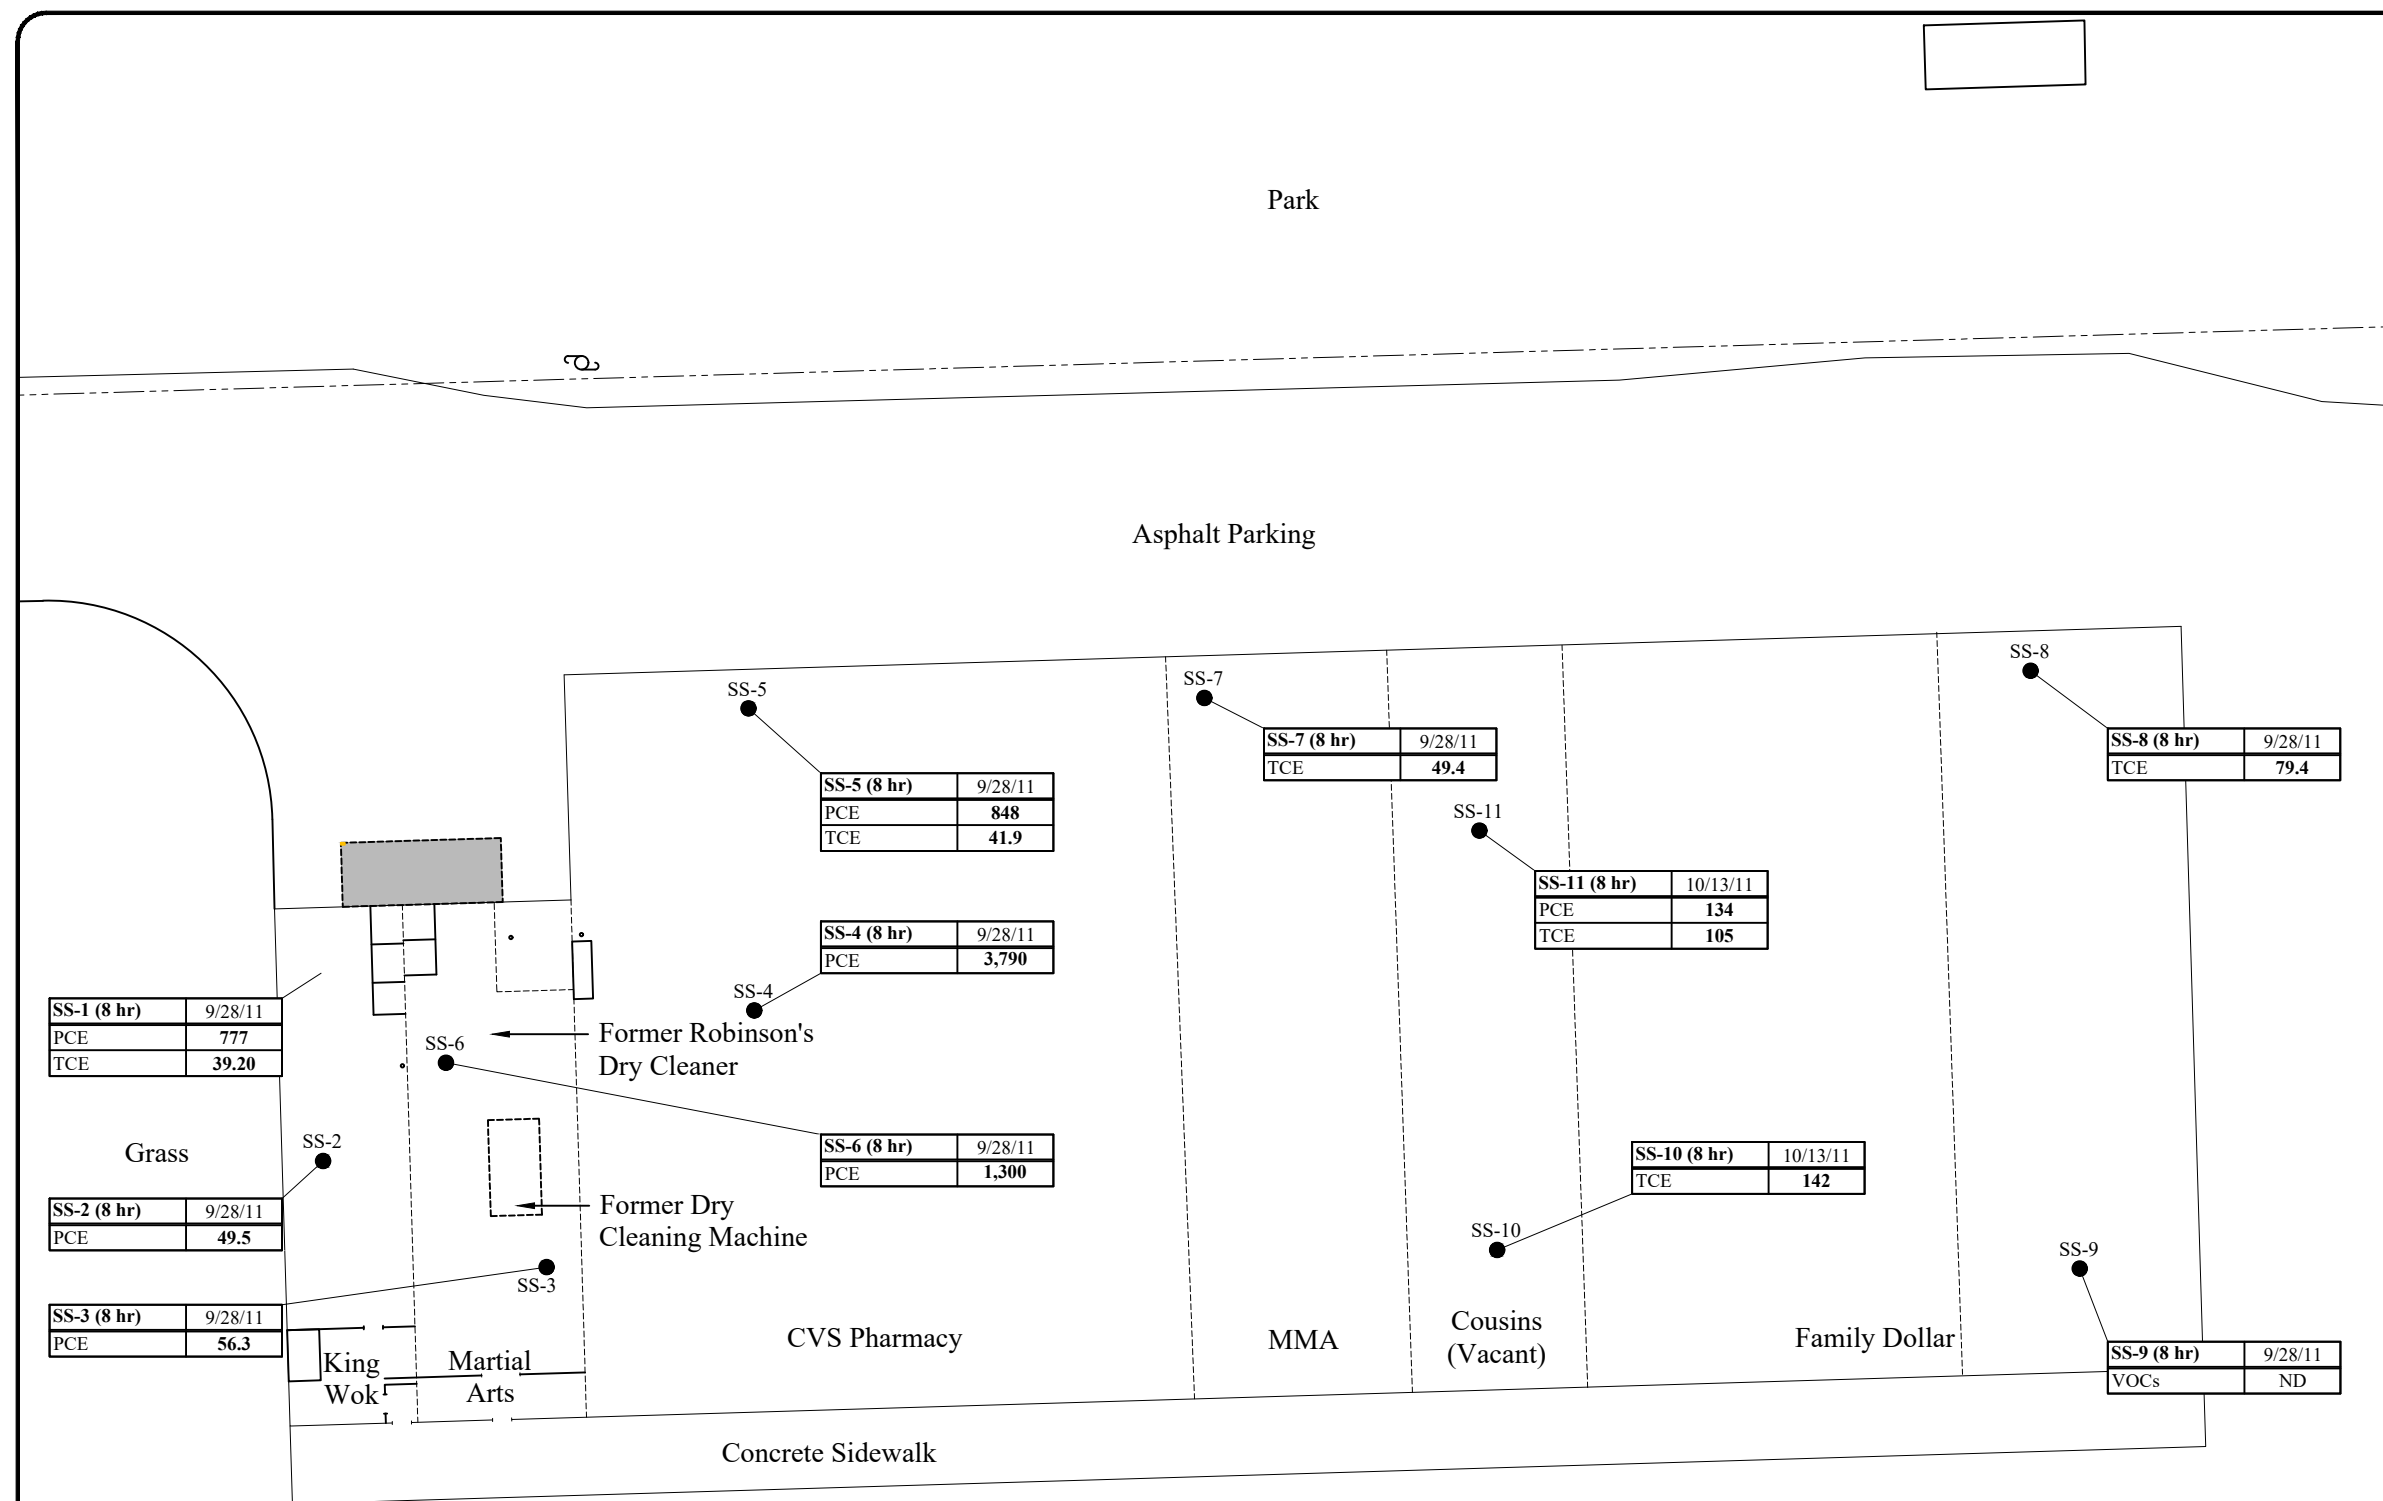 Park
Asphalt Parking
SS-5
SS-7
SS-8
SS-7 (8 hr) 9/28/11
TCE 49.4
SS-8 (8 hr) 9/28/11
TCE 79.4
SS-5 (8 hr) 9/28/11
PCE 848
TCE 41.9
SS-11
SS-11 (8 hr) 10/13/11
PCE 134
TCE 105
SS-4 (8 hr) 9/28/11
PCE 3,790
SS-4
SS-1 (8 hr) 9/28/11
PCE 777
TCE 39.20
Former Robinson's
Dry Cleaner
SS-6
SS-6 (8 hr) 9/28/11
PCE 1,300
Grass
SS-2
SS-2 (8 hr) 9/28/11
PCE 49.5
Former Dry
Cleaning Machine
SS-10 (8 hr) 10/13/11
TCE 142
SS-10
SS-9
SS-3
SS-3 (8 hr) 9/28/11
PCE 56.3
King
Wok
Martial
Arts
CVS Pharmacy
MMA
Cousins
(Vacant)
Family Dollar
SS-9 (8 hr) 9/28/11
VOCs ND
Concrete Sidewalk